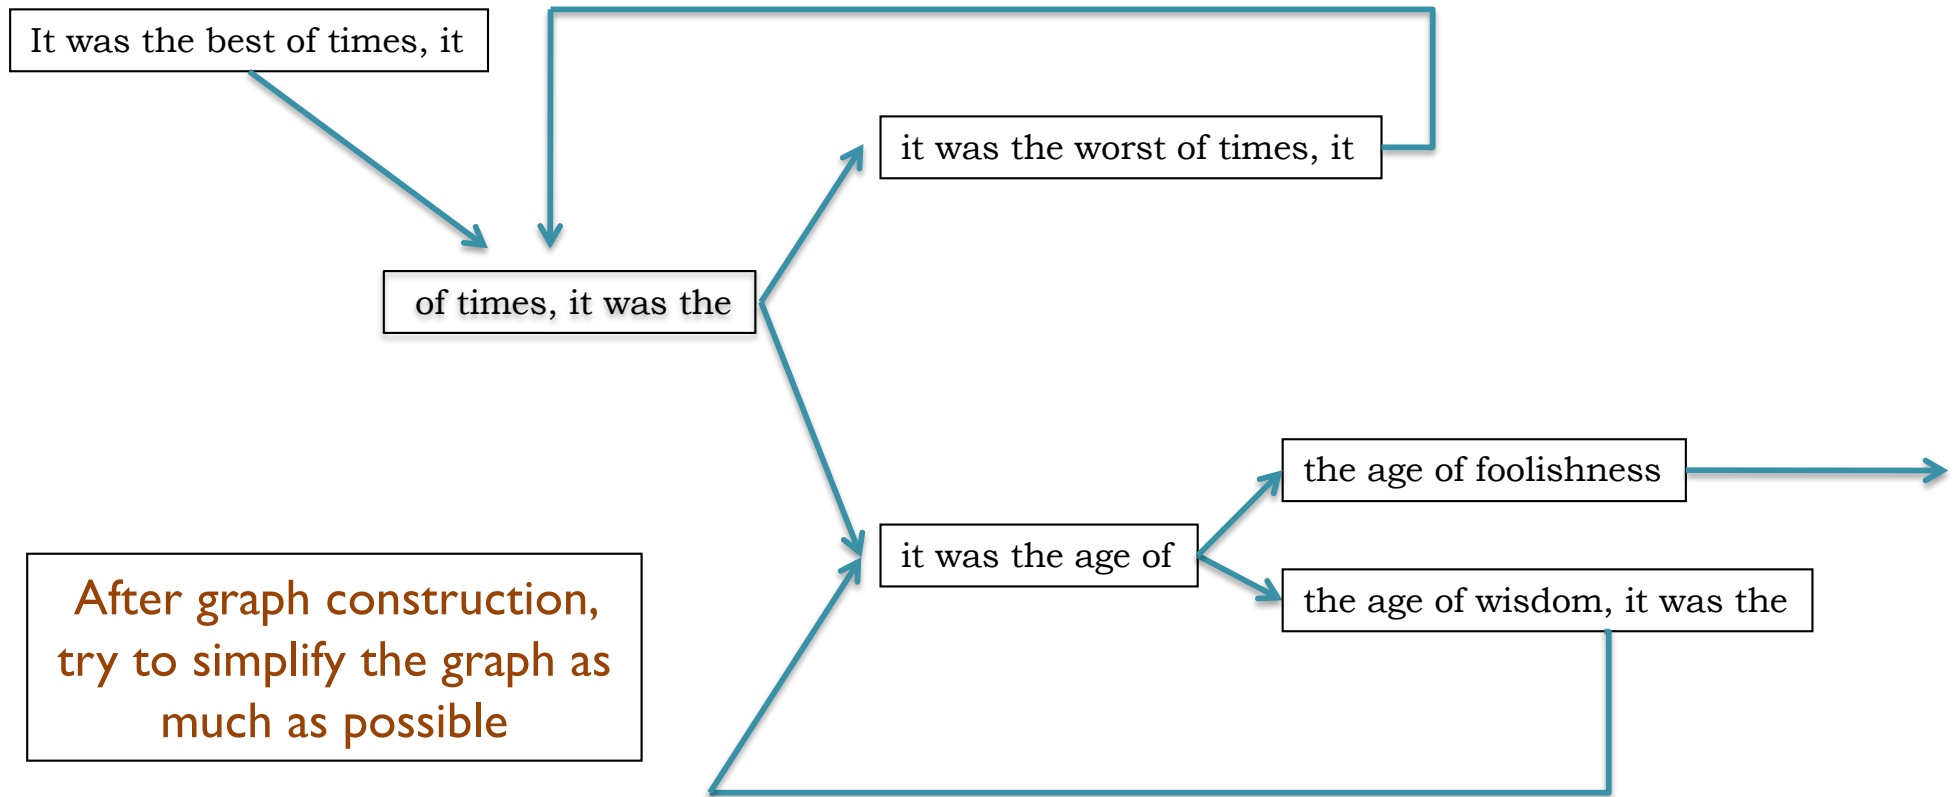 It was the best of times, it
it was the worst of times, it
of times, it was the
the age of foolishness
it was the age of
the age of wisdom, it was the
After graph construction,
try to simplify the graph as
much as possible